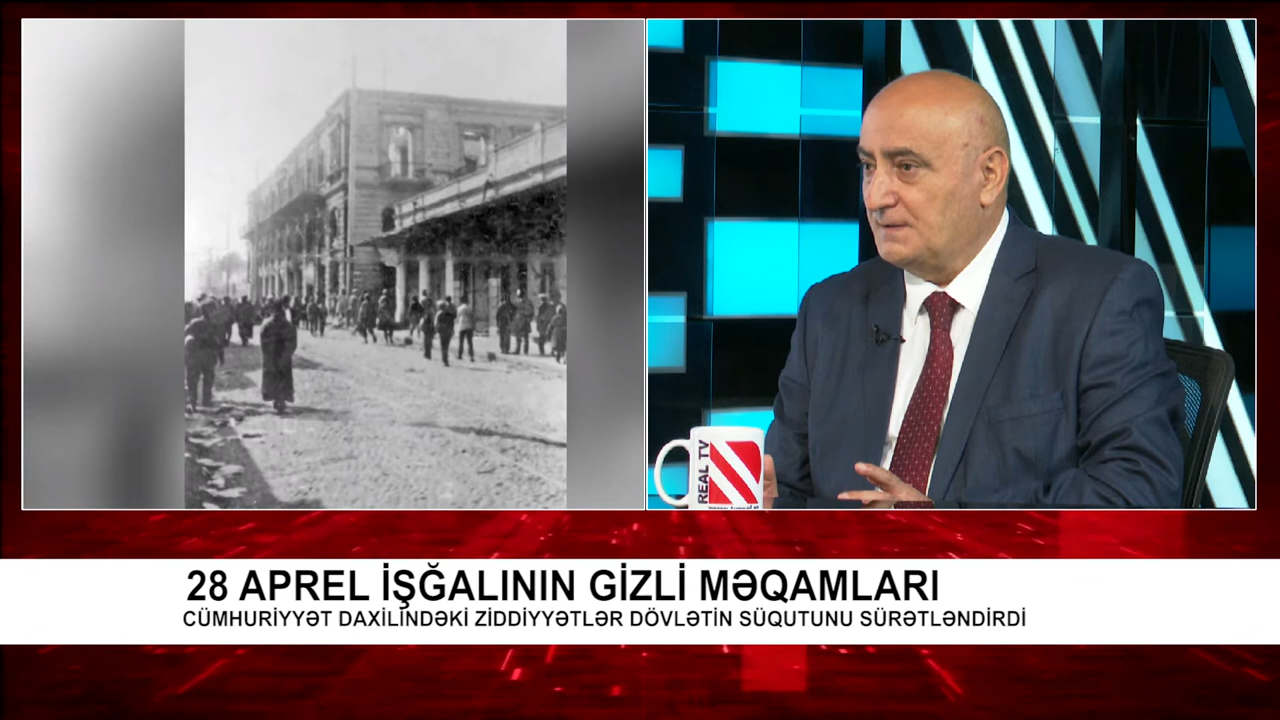 REAL TV
28 APREL İŞĞALININ GİZLİ MƏQAMLARI
CÜMHURİYYƏT DAXİLİNDƏKİ ZİDDİYYƏTLƏR DÖVLƏTİN SÜQUTUNU SÜRƏTLƏNDİRDİ